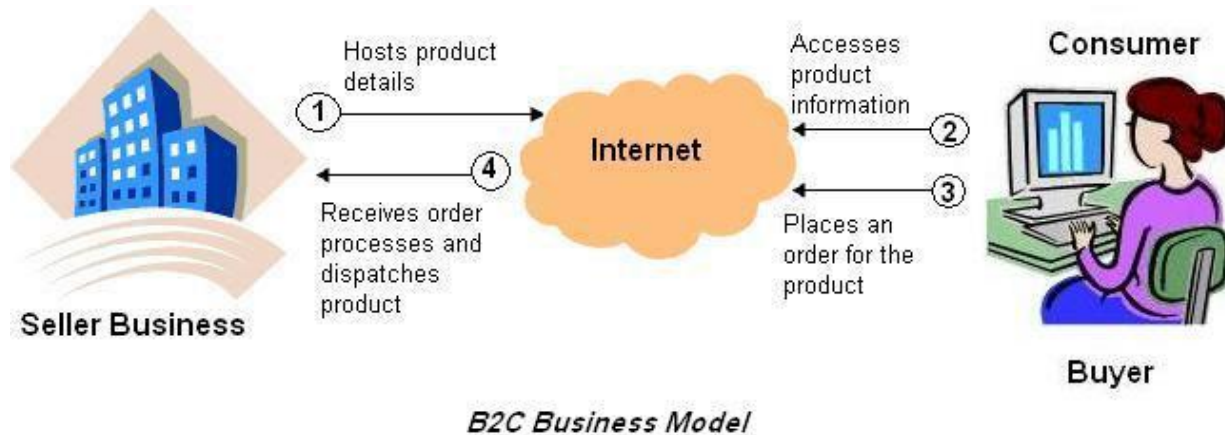 Hosts product
details
1
4
Receives order
processes and
dispatches
product
Seller Business
Internet
Accesses
product
information
2
3
Places an
order for the
product
Consumer
Buyer
B2C Business Model